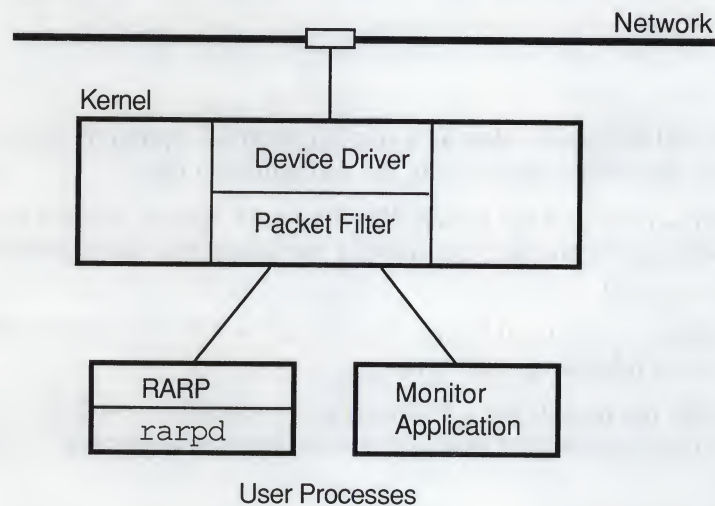 Network
Kernel
Device Driver
Packet Filter
RARP
rarpd
Monitor
Application
User Processes